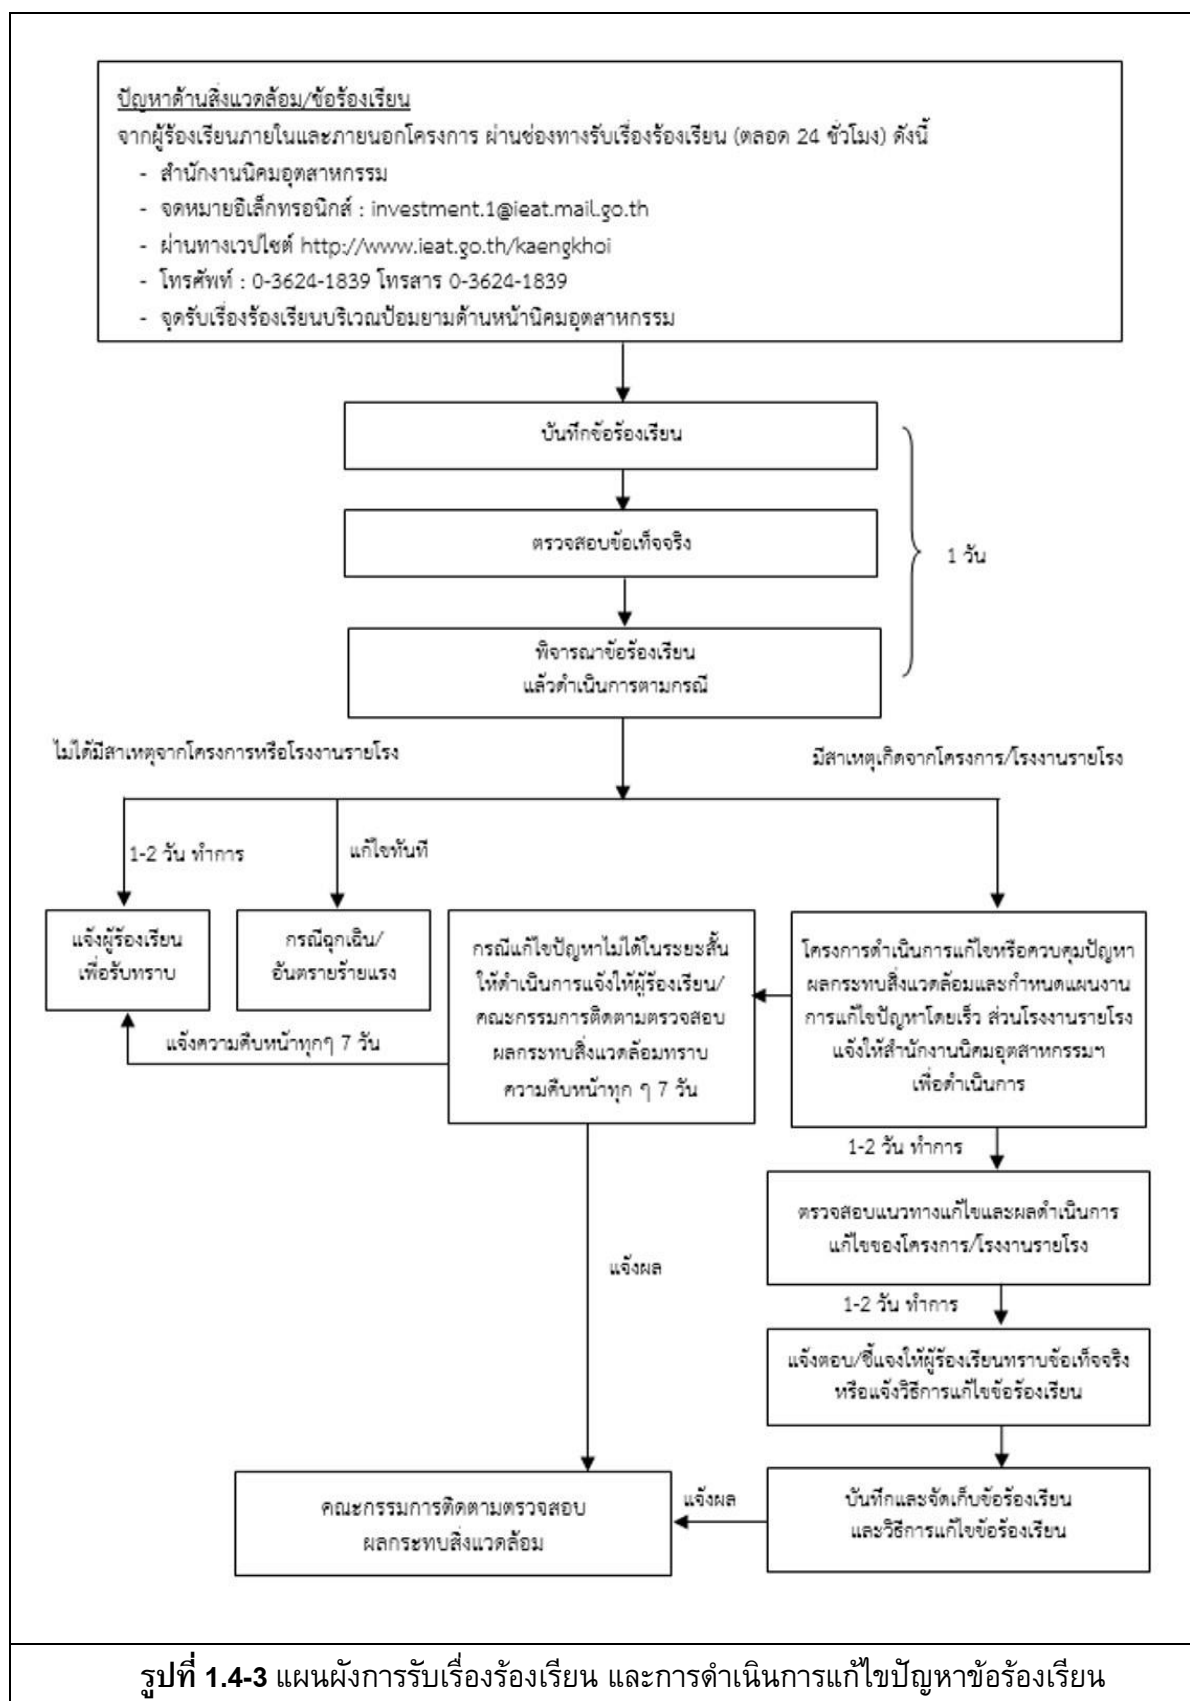 ปัญหาด้านสิ่งแวดล้อม/ข้อร้องเรียน
จากผู้ร้องเรียนภายในและภายนอกโครงการ ผ่านช่องทางรับเรื่องร้องเรียน (ตลอด 24 ชั่วโมง) ดังนี้
- สำนักงานนิคมอุตสาหกรรม
- จดหมายอิเล็กทรอนิกส์ : investment.1@ieat.mail.go.th
- ผ่านทางเวปไซต์ http://www.ieat.go.th/kaengkhoi
- โทรศัพท์ : 0-3624-1839 โทรสาร 0-3624-1839
- จุดรับเรื่องร้องเรียนบริเวณป้อมยามด้านหน้านิคมอุตสาหกรรม
บันทึกข้อร้องเรียน
ตรวจสอบข้อเท็จจริง
1 วัน
พิจารณาข้อร้องเรียน
แล้วดำเนินการตามกรณี
ไม่ได้มีสาเหตุจากโครงการหรือโรงงานรายโรง
มีสาเหตุเกิดจากโครงการ/โรงงานรายโรง
1-2 วัน ทำการ
แก้ไขทันที
แจ้งผู้ร้องเรียน
เพื่อรับทราบ
กรณีฉุกเฉิน/
อันตรายร้ายแรง
กรณีแก้ไขปัญหาไม่ได้ในระยะสั้น
ให้ดำเนินการแจ้งให้ผู้ร้องเรียน/
คณะกรรมการติดตามตรวจสอบ
ผลกระทบสิ่งแวดล้อมทราบ
ความคืบหน้าทุก ๆ 7 วัน
โครงการดำเนินการแก้ไขหรือควบคุมปัญหา
ผลกระทบสิ่งแวดล้อมและกำหนดแผนงาน
การแก้ไขปัญหาโดยเร็ว ส่วนโรงงานรายโรง
แจ้งให้สำนักงานนิคมอุตสาหกรรมฯ
เพื่อดำเนินการ
แจ้งความคืบหน้าทุกๆ 7 วัน
1-2 วัน ทำการ
ตรวจสอบแนวทางแก้ไขและผลดำเนินการ
แก้ไขของโครงการ/โรงงานรายโรง
แจ้งผล
1-2 วัน ทำการ
แจ้งตอบ/ชี้แจงให้ผู้ร้องเรียนทราบข้อเท็จจริง
หรือแจ้งวิธีการแก้ไขข้อร้องเรียน
คณะกรรมการติดตามตรวจสอบ
ผลกระทบสิ่งแวดล้อม
แจ้งผล
บันทึกและจัดเก็บข้อร้องเรียน
และวิธีการแก้ไขข้อร้องเรียน
รูปที่ 1.4-3 แผนผังการรับเรื่องร้องเรียน และการดำเนินการแก้ไขปัญหาข้อร้องเรียน